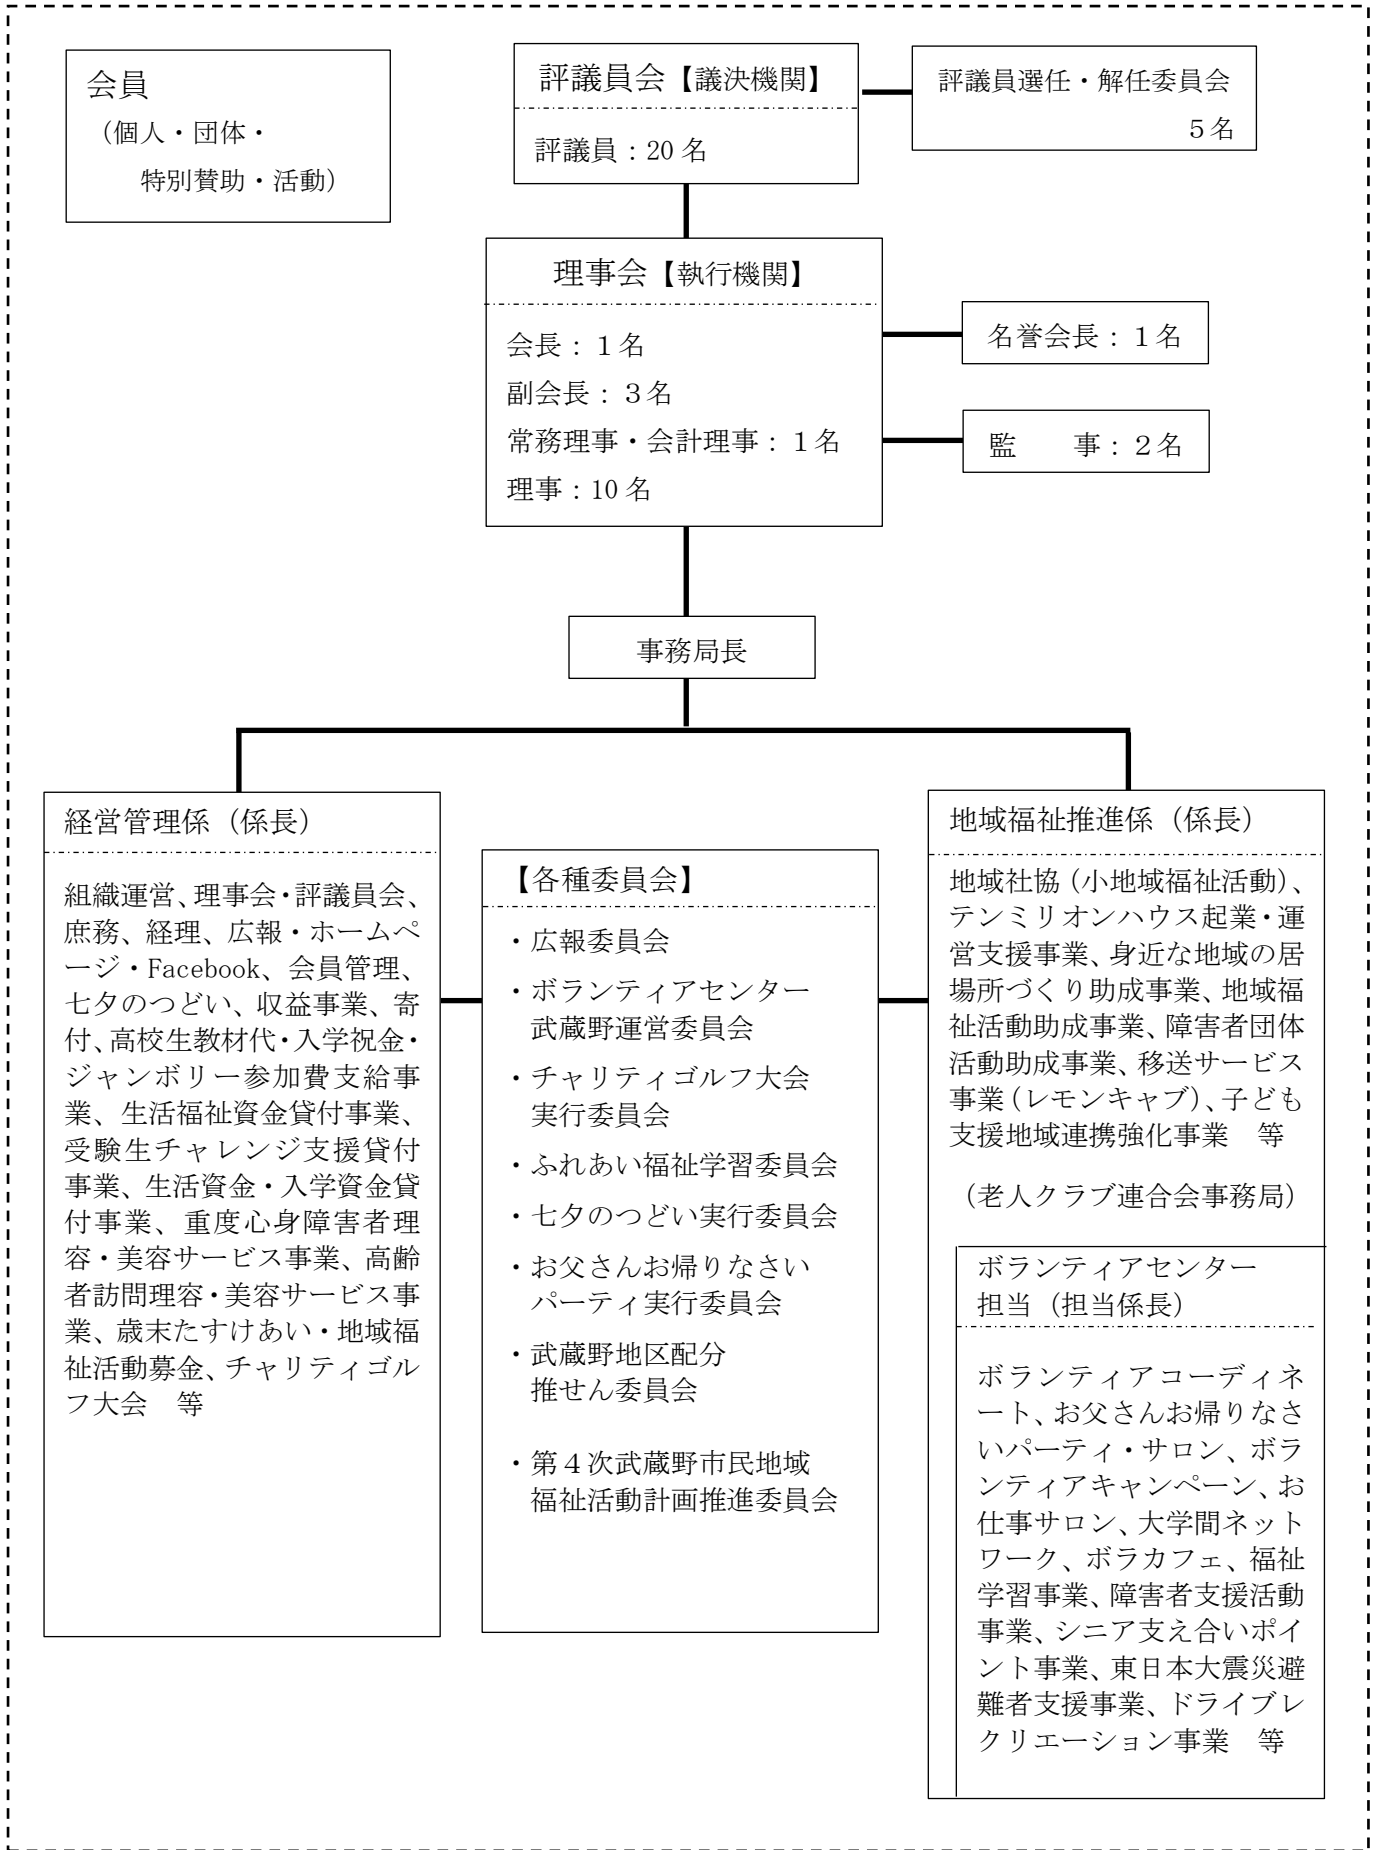 会員
（個人・団体・
特別賛助・活動）
評議員会【議決機関】
評議員：20 名
評議員選任・解任委員会
５名
理事会【執行機関】
会長：１名
副会長：３名
常務理事・会計理事：１名
理事：10 名
名誉会長：１名
監　　事：２名
事務局長
経営管理係（係長）
組織運営、理事会・評議員会、
庶務、経理、広報・ホームペ
ージ・Facebook、会員管理、
七夕のつどい、収益事業、寄
付、高校生教材代・入学祝金・
ジャンボリー参加費支給事
業、生活福祉資金貸付事業、
受験生チャレンジ支援貸付
事業、生活資金・入学資金貸
付事業、重度心身障害者理
容・美容サービス事業、高齢
者訪問理容・美容サービス事
業、歳末たすけあい・地域福
祉活動募金、チャリティゴル
フ大会　等
【各種委員会】
・広報委員会
・ボランティアセンター
武蔵野運営委員会
・チャリティゴルフ大会
実行委員会
・ふれあい福祉学習委員会
・七夕のつどい実行委員会
・お父さんお帰りなさい
パーティ実行委員会
・武蔵野地区配分
推せん委員会
・第４次武蔵野市民地域
福祉活動計画推進委員会
地域福祉推進係（係長）
地域社協（小地域福祉活動）、
テンミリオンハウス起業・運
営支援事業、身近な地域の居
場所づくり助成事業、地域福
祉活動助成事業、障害者団体
活動助成事業、移送サービス
事業（レモンキャブ）、子ども
支援地域連携強化事業　等
（老人クラブ連合会事務局）
ボランティアセンター
担当（担当係長）
ボランティアコーディネ
ート、お父さんお帰りなさ
いパーティ・サロン、ボラ
ンティアキャンペーン、お
仕事サロン、大学間ネット
ワーク、ボラカフェ、福祉
学習事業、障害者支援活動
事業、シニア支え合いポイ
ント事業、東日本大震災避
難者支援事業、ドライブレ
クリエーション事業　等